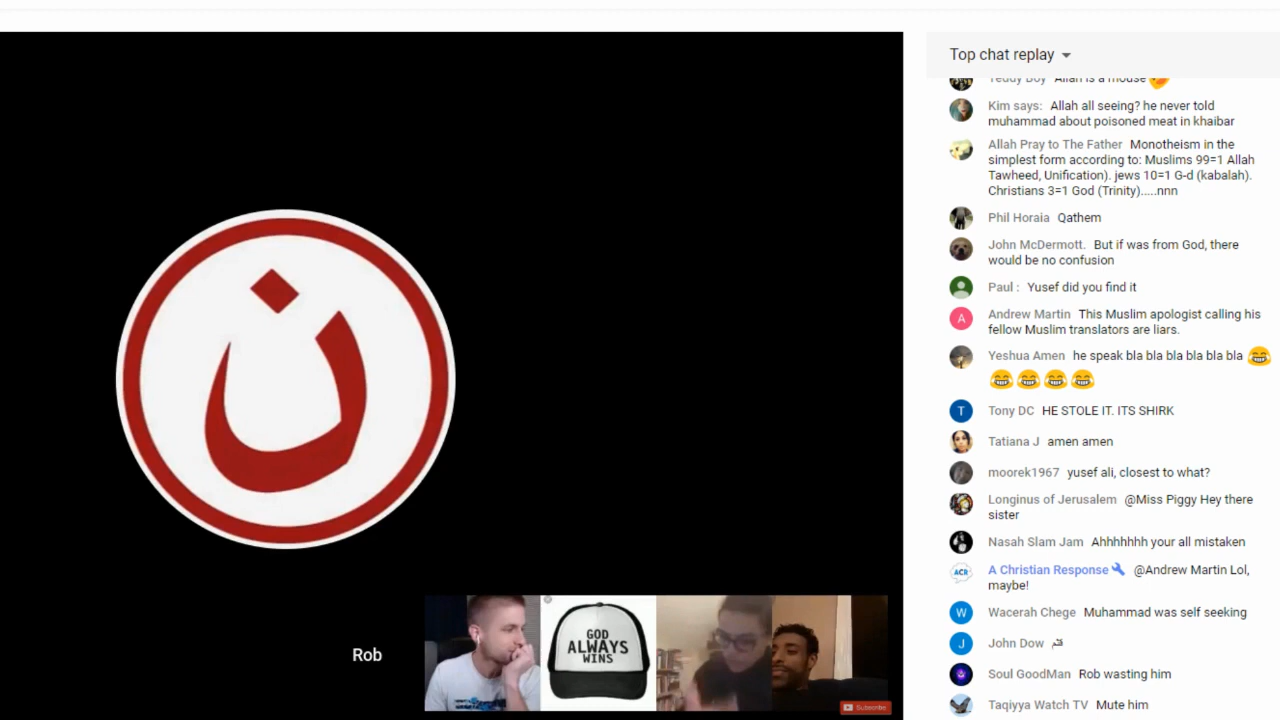 ن
Rob
GOD
ALWAYS
WINS
Subscribe
Top chat replay
Teddy Boy Allah is a mouse
Kim says: Allah all seeing? he never told
muhammad about poisoned meat in khaibar
Allah Pray to The Father Monotheism in the
simplest form according to: Muslims 99=1 Allah
Tawheed, Unification). jews 10=1 G-d (kabalah).
Christians 3=1 God (Trinity).....nnn
Phil Horaia Qathem
John McDermott. But if was from God, there
would be no confusion
Paul : Yusef did you find it
A
Andrew Martin This Muslim apologist calling his
fellow Muslim translators are liars.
Yeshua Amen he speak bla bla bla bla bla bla 😂
😂😂😂😂
T
Tony DC HE STOLE IT. ITS SHIRK
Tatiana J amen amen
moorek1967 yusef ali, closest to what?
Longinus of Jerusalem @Miss Piggy Hey there
sister
Nasah Slam Jam Ahhhhhhh your all mistaken
ACR
A Christian Response @Andrew Martin Lol,
maybe!
W
Wacerah Chege Muhammad was self seeking
J
John Dow
Soul GoodMan Rob wasting him
Taqiyya Watch TV Mute him